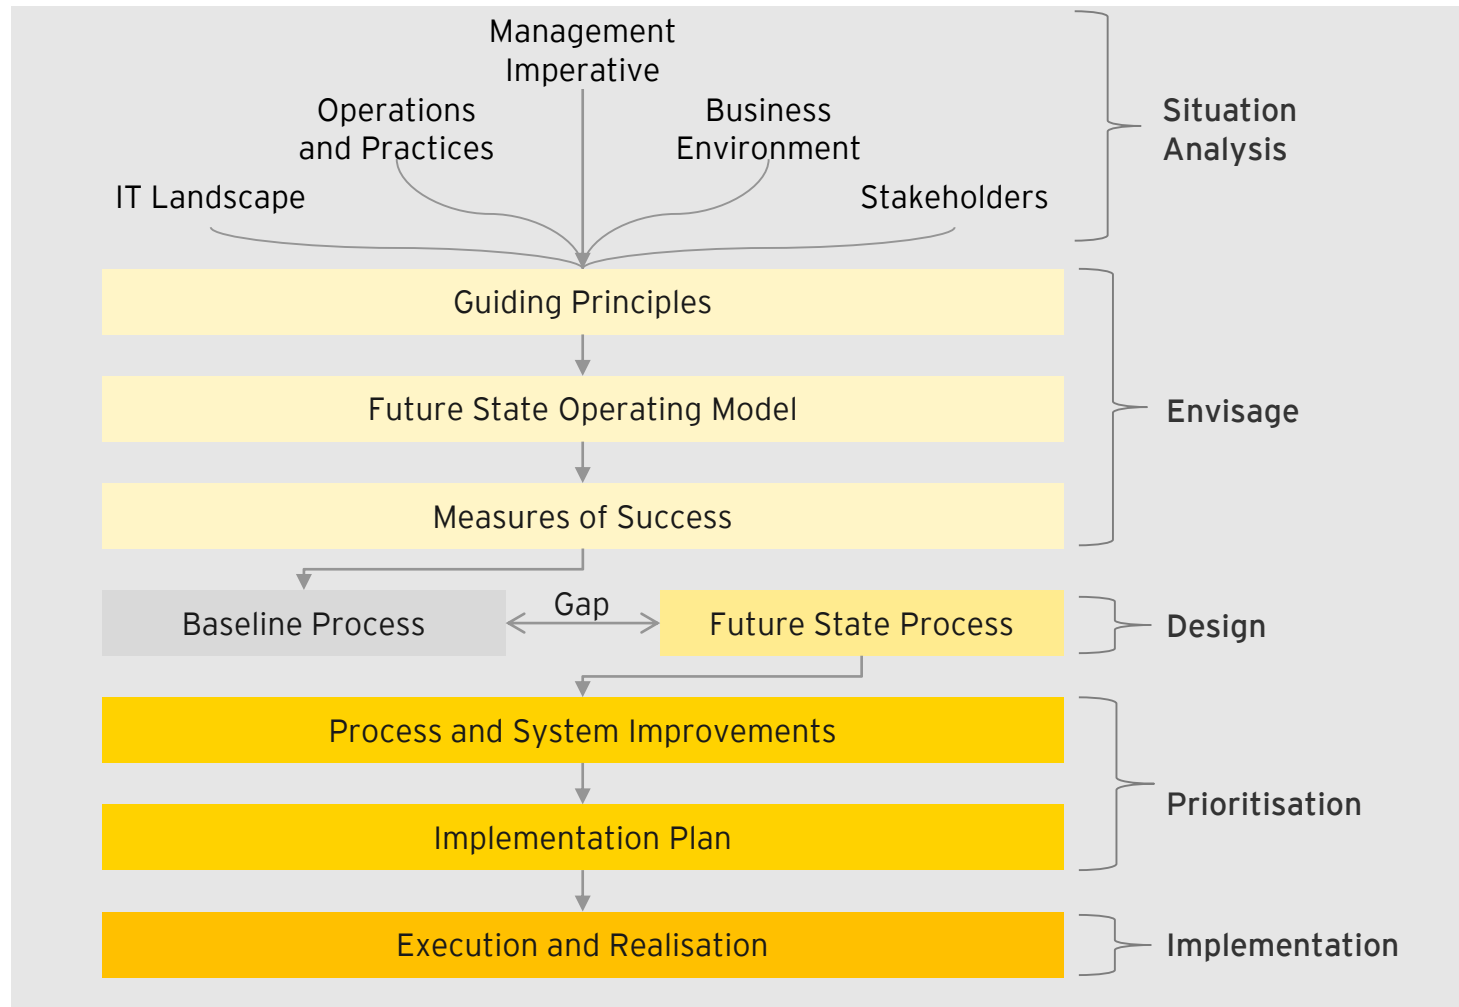 Management
Imperative
Operations
and Practices
Business
Environment
IT Landscape
Stakeholders
Situation
Analysis
Guiding Principles
Future State Operating Model
Measures of Success
Envisage
Baseline Process
Gap
Future State Process
Design
Process and System Improvements
Implementation Plan
Prioritisation
Execution and Realisation
Implementation